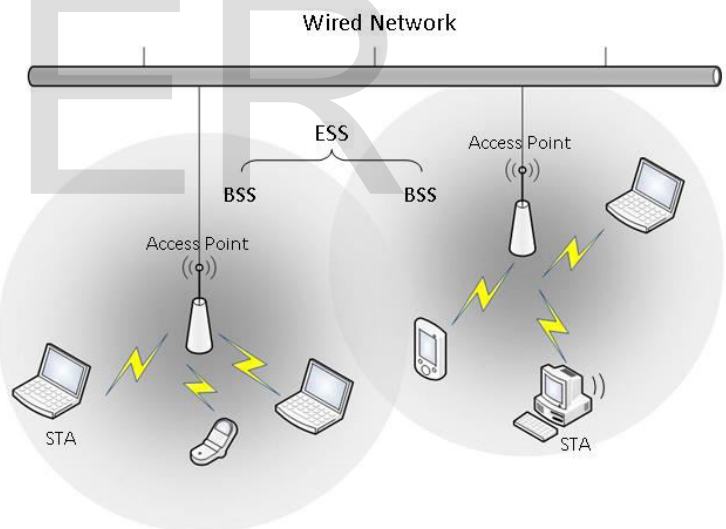 Wired Network
ER
ESS
Access Point
BSS
BSS
Access Point
STA
STA